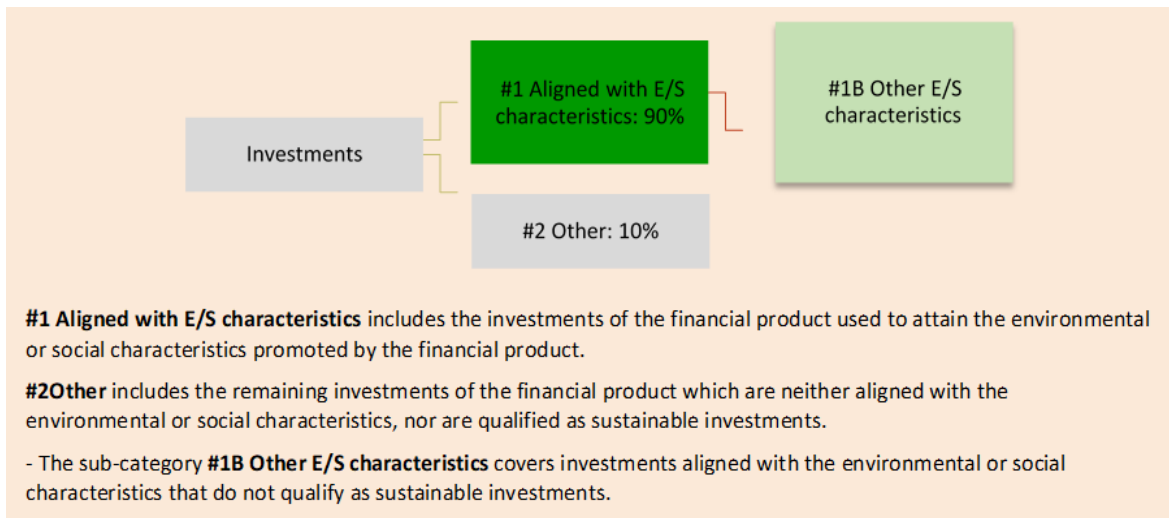 #1 Aligned with E/S
characteristics: 90%
#1B Other E/S
characteristics
Investments
#2 Other: 10%
#1 Aligned with E/S characteristics includes the investments of the financial product used to attain the environmental
or social characteristics promoted by the financial product.
#2Other includes the remaining investments of the financial product which are neither aligned with the
environmental or social characteristics, nor are qualified as sustainable investments.
- The sub-category #1B Other E/S characteristics covers investments aligned with the environmental or social
characteristics that do not qualify as sustainable investments.